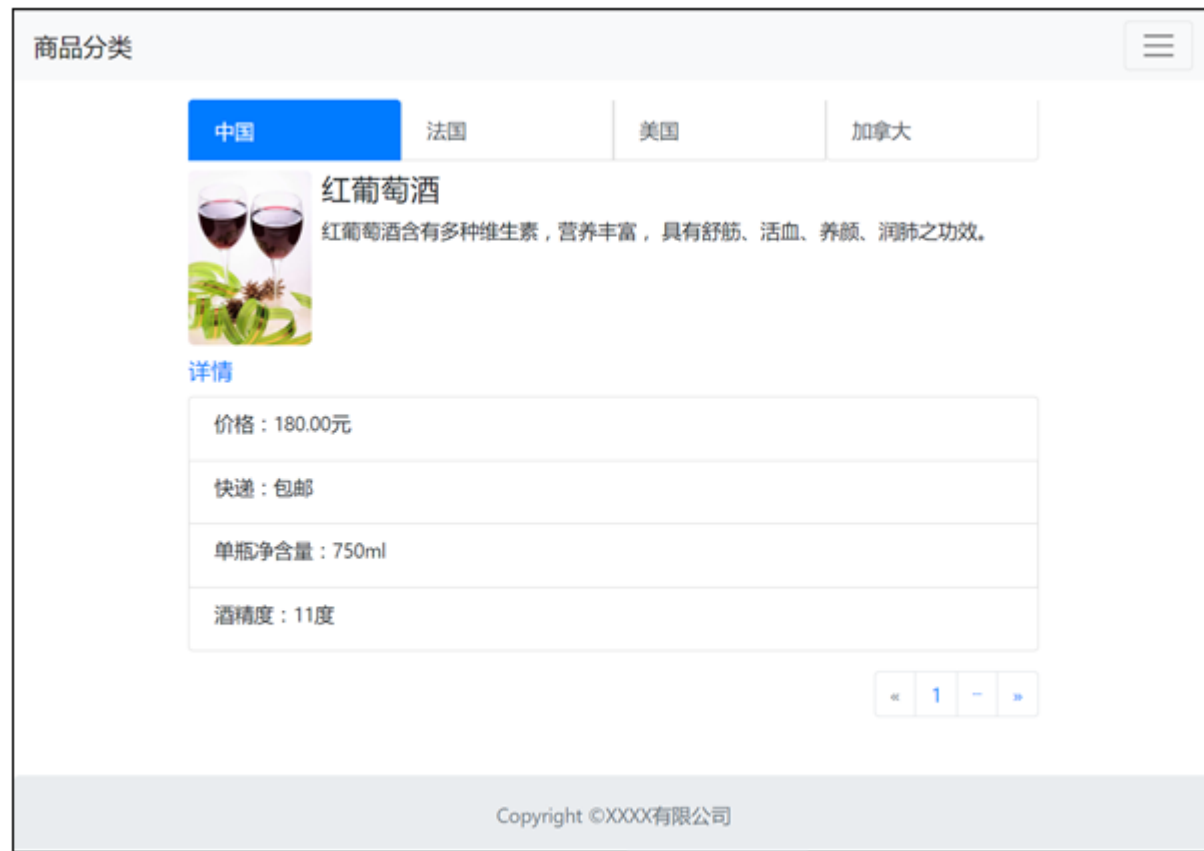 商品分类
中国 法国 美国 加拿大
红葡萄酒
红葡萄酒含有多种维生素，营养丰富， 具有舒筋、活血、养颜、润肺之功效。
详情
价格：180.00元
快递：包邮
单瓶净含量：750ml
酒精度：11度
« 1 ··· »
Copyright ©XXXX有限公司